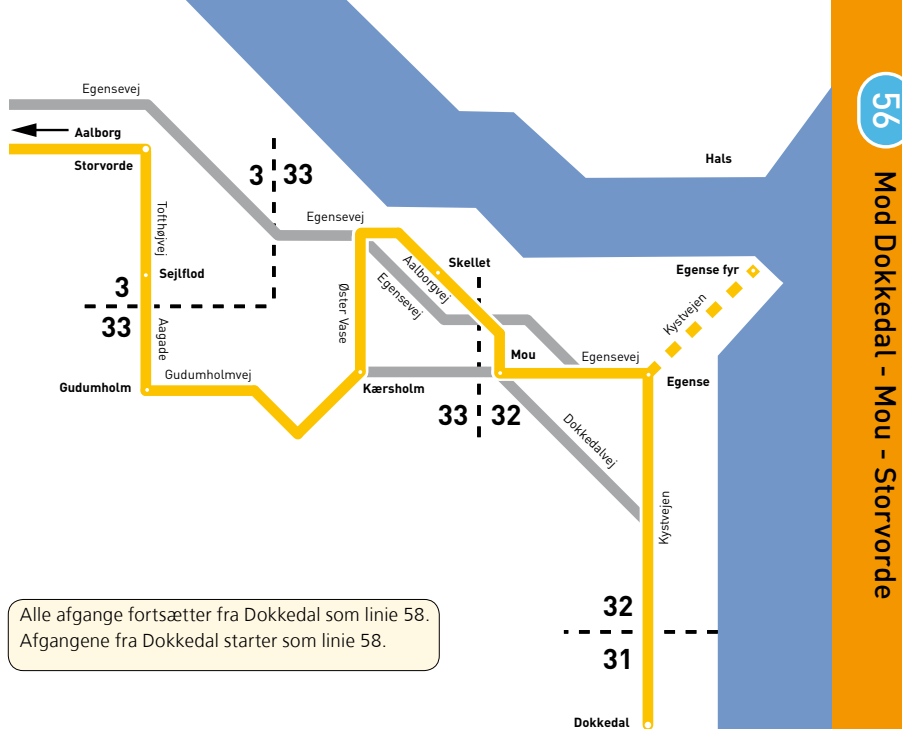 Egensevej
Aalborg
Storvorde
Hals
3 33
Tofthøjvej
Egensevej
Sejlflod
Skellet
Aalborgvej
Egensevej
Øster Vase
Egense fyr
Kystvejen
3
33
Aagade
Gudumholmvej
Gudumholm
Mou
Egensevej
Kærsholm
Egense
33 32
Dokkedalvej
Kystvejen
Alle afgange fortsætter fra Dokkedal som linie 58.
Afgangene fra Dokkedal starter som linie 58.
32
31
Dokkedal
56
Mod Dokkedal - Mou - Storvorde